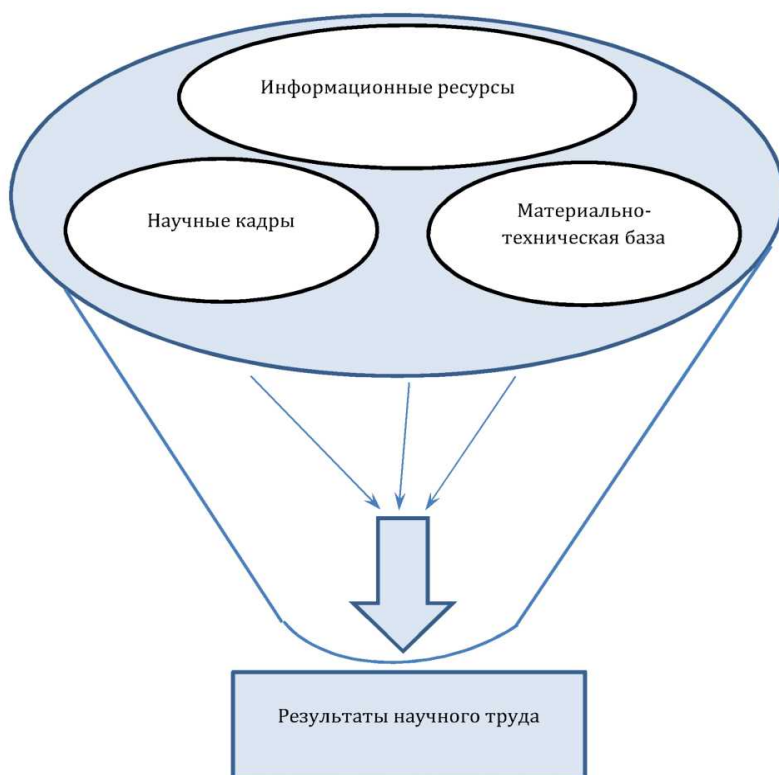 Информационные ресурсы
Научные кадры
Материально-
техническая база
Результаты научного труда